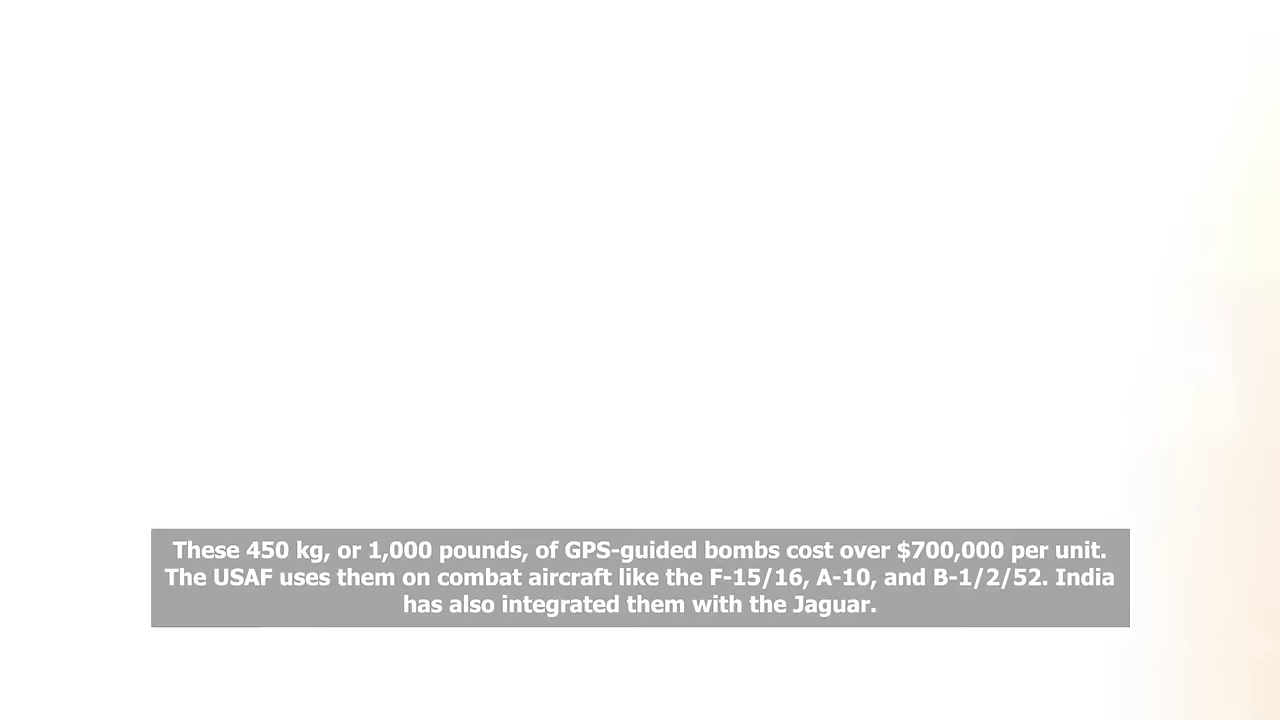 These 450 kg, or 1,000 pounds, of GPS-guided bombs cost over $700,000 per unit.
The USAF uses them on combat aircraft like the F-15/16, A-10, and B-1/2/52. India
has also integrated them with the Jaguar.